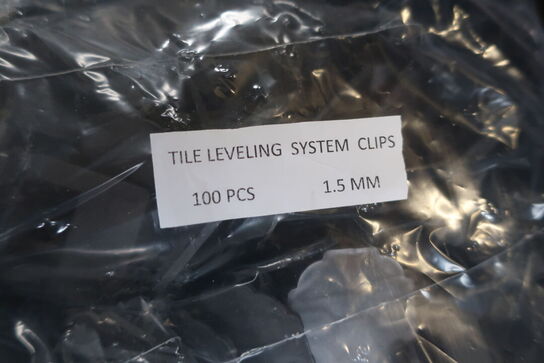 TILE LEVELING SYSTEM CLIPS
100 PCS 1.5 MM